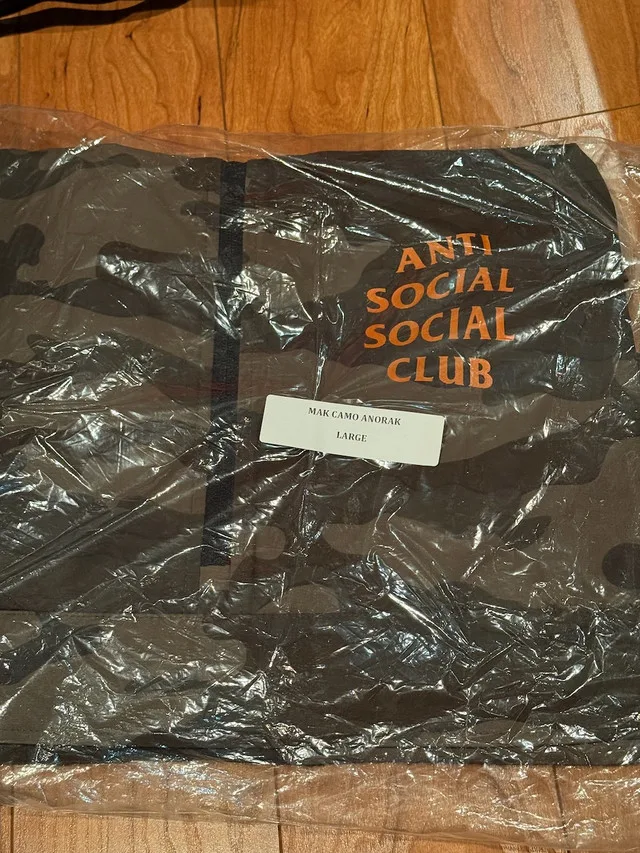 ANTI
SOCIAL
SOCIAL
CLUB
MAK CAMO ANORAK
LARGE